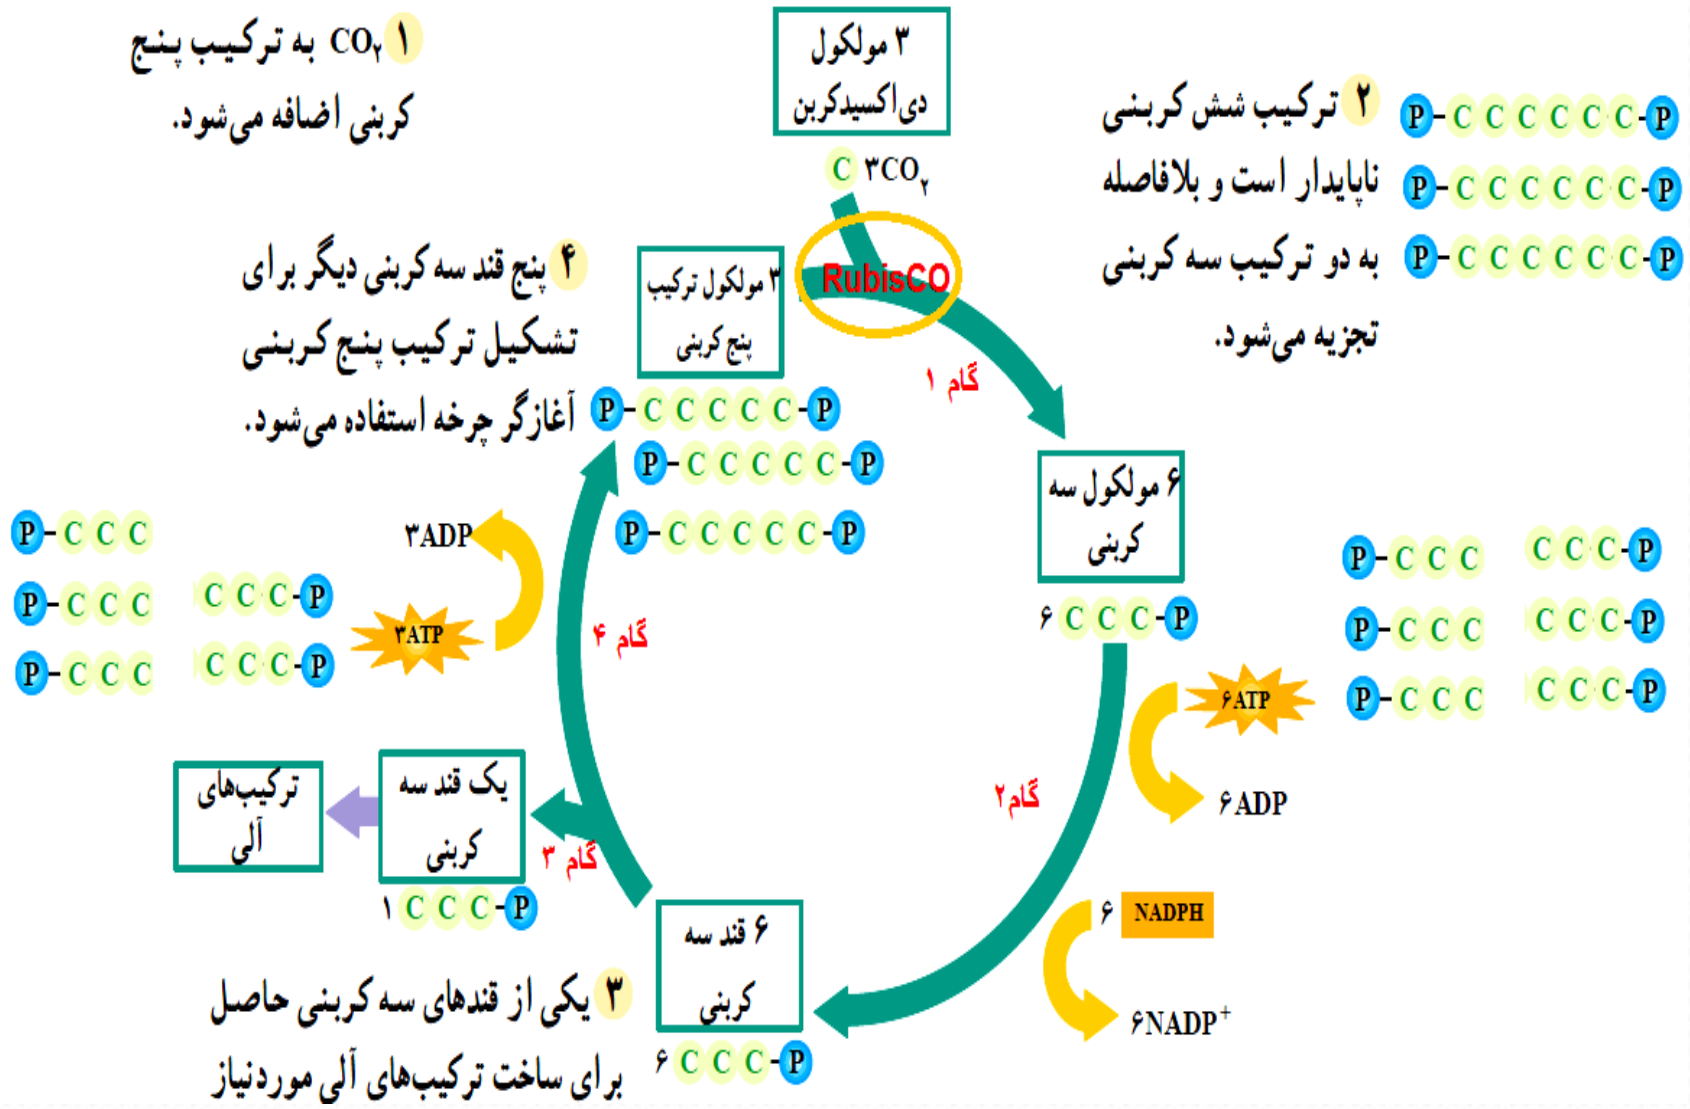 ۱ CO۲ به ترکیب پنج
کربنی اضافه می‌شود.
۳ مولکول
دی‌اکسیدکربن
C ۳CO۲
RubisCO
گام ۱
۲ ترکیب شش کربنی
ناپایدار است و بلافاصله
به دو ترکیب سه کربنی
تجزیه می‌شود.
P-CCCCCC-P
P-CCCCCC-P
P-CCCCCC-P
۴ پنج قند سه کربنی دیگر برای
تشکیل ترکیب پنج کربنی
آغازگر چرخه استفاده می‌شود.
۳ مولکول ترکیب
پنج کربنی
P-CCCCC-P
P-CCCCC-P
P-CCCCC-P
۶ مولکول سه
کربنی
۶ CCC-P
P-CCC CCC-P
P-CCC CCC-P
P-CCC CCC-P
۶ATP
۶ADP
گام۲
۶ NADPH
۶NADP+
۶ قند سه
کربنی
۶ CCC-P
گام ۳
یک قند سه
کربنی
۱ CCC-P
ترکیب‌های
آلی
۳ یکی از قندهای سه کربنی حاصل
برای ساخت ترکیب‌های آلی موردنیاز
گام ۴
۳ATP
۳ADP
P-CCC
P-CCC CCC-P
P-CCC CCC-P